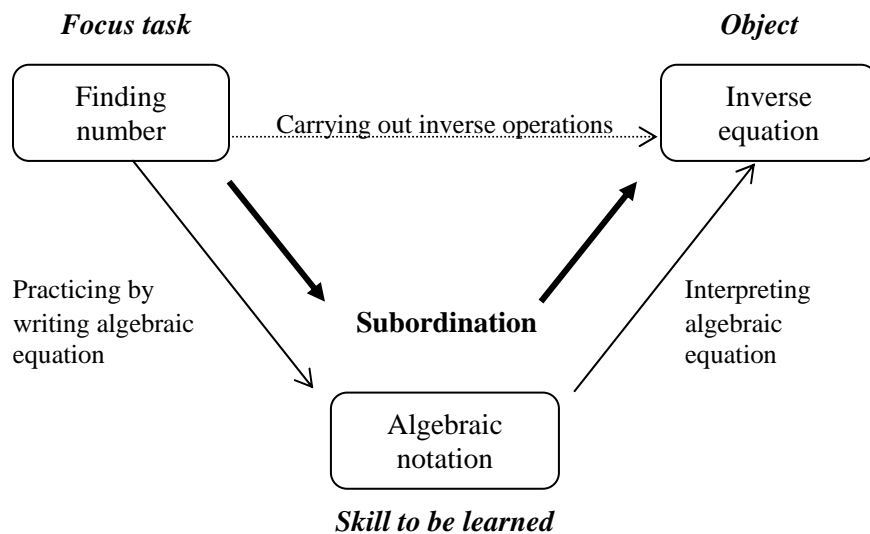 Focus task
Object
Finding
number
Carrying out inverse operations
Inverse
equation
Practicing by
writing algebraic
equation
Subordination
Interpreting
algebraic
equation
Algebraic
notation
Skill to be learned